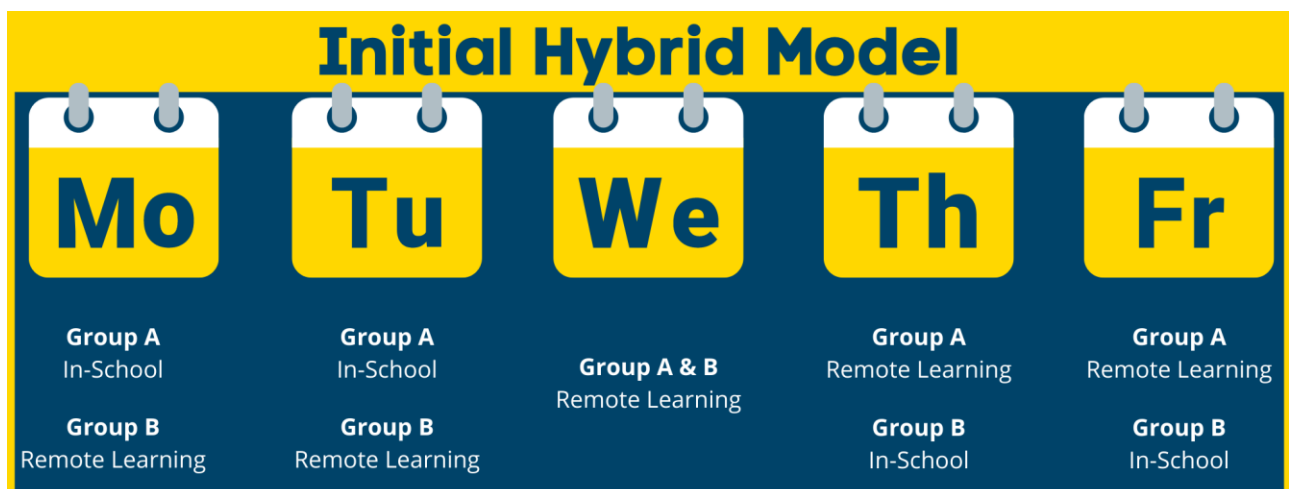 Initial Hybrid Model
Mo
Tu
We
Th
Fr
Group A
In-School
Group B
Remote Learning
Group A
In-School
Group B
Remote Learning
Group A & B
Remote Learning
Group A
Remote Learning
Group B
In-School
Group A
Remote Learning
Group B
In-School